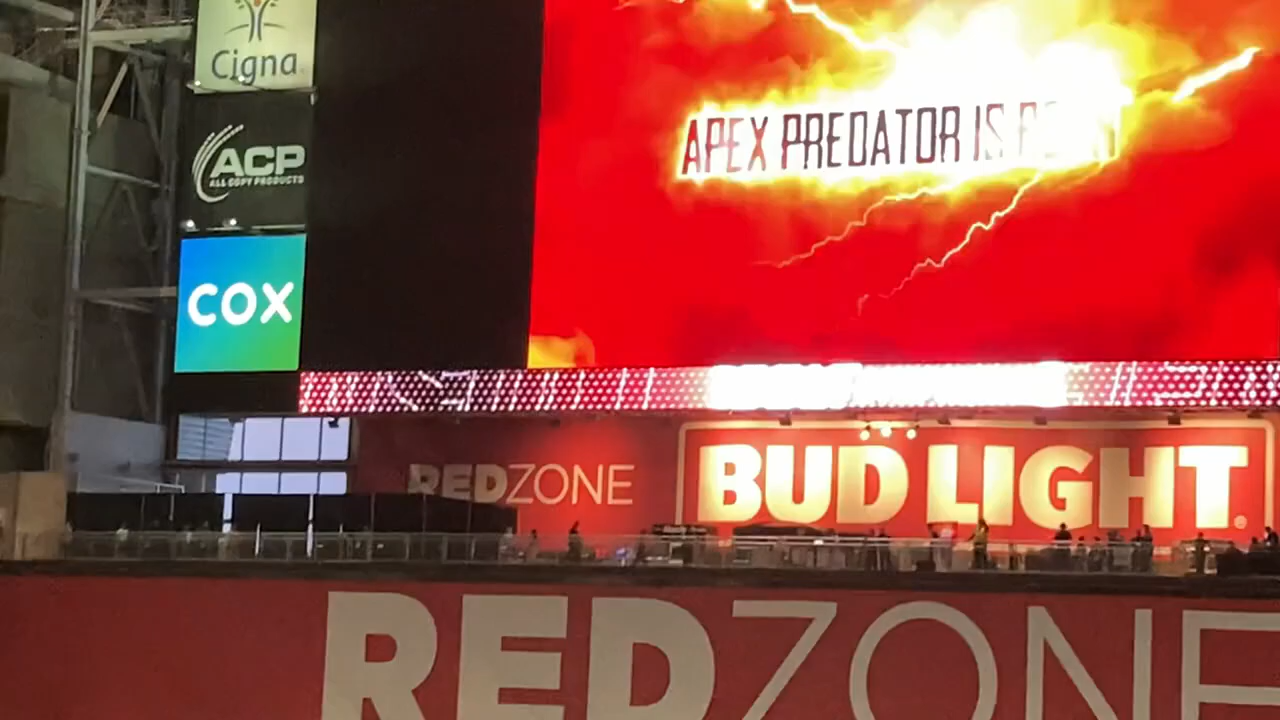 Cigna
ACP
ALL COPY PRODUCTS
COX
APEX PREDATOR IS
REDZONE
BUD LIGHT
REDZONE